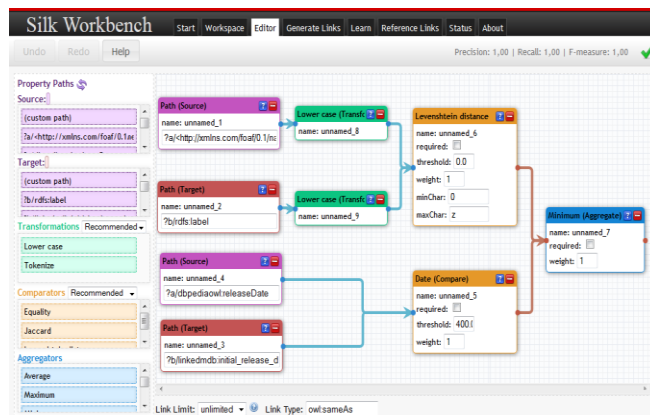 Silk Workbench
Start Workspace Editor Generate Links Learn Reference Links Status About
Undo Redo Help
Precision: 1,00 | Recall: 1,00 | F-measure: 1,00
Property Paths
Source:
(custom path)
?a/<http://xmlns.com/foaf/0.1
Target:
(custom path)
?b/rdfs:label
Transformations Recommended
Lower case
Tokenize
Comparators Recommended
Equality
Jaccard
Aggregators
Average
Maximum
Path (Source)
name: unnamed_1
?a/<http://xmlns.com/foaf/0.1/na
Lower case (Transfc
name: unnamed_8
Levenshtein distance
name: unnamed_6
required:
threshold: 0.0
weight: 1
minChar: 0
maxChar: z
Path (Target)
name: unnamed_2
?b/rdfs:label
Lower case (Transfc
name: unnamed_9
Minimum (Aggregate)
name: unnamed_7
required:
weight: 1
Path (Source)
name: unnamed_4
?a/dbpediaowl:releaseDate
Date (Compare)
name: unnamed_5
required:
threshold: 400.(
weight: 1
Path (Target)
name: unnamed_3
?b/linkedmdb:initial_release_d
Link Limit: unlimited Link Type: owl:sameAs